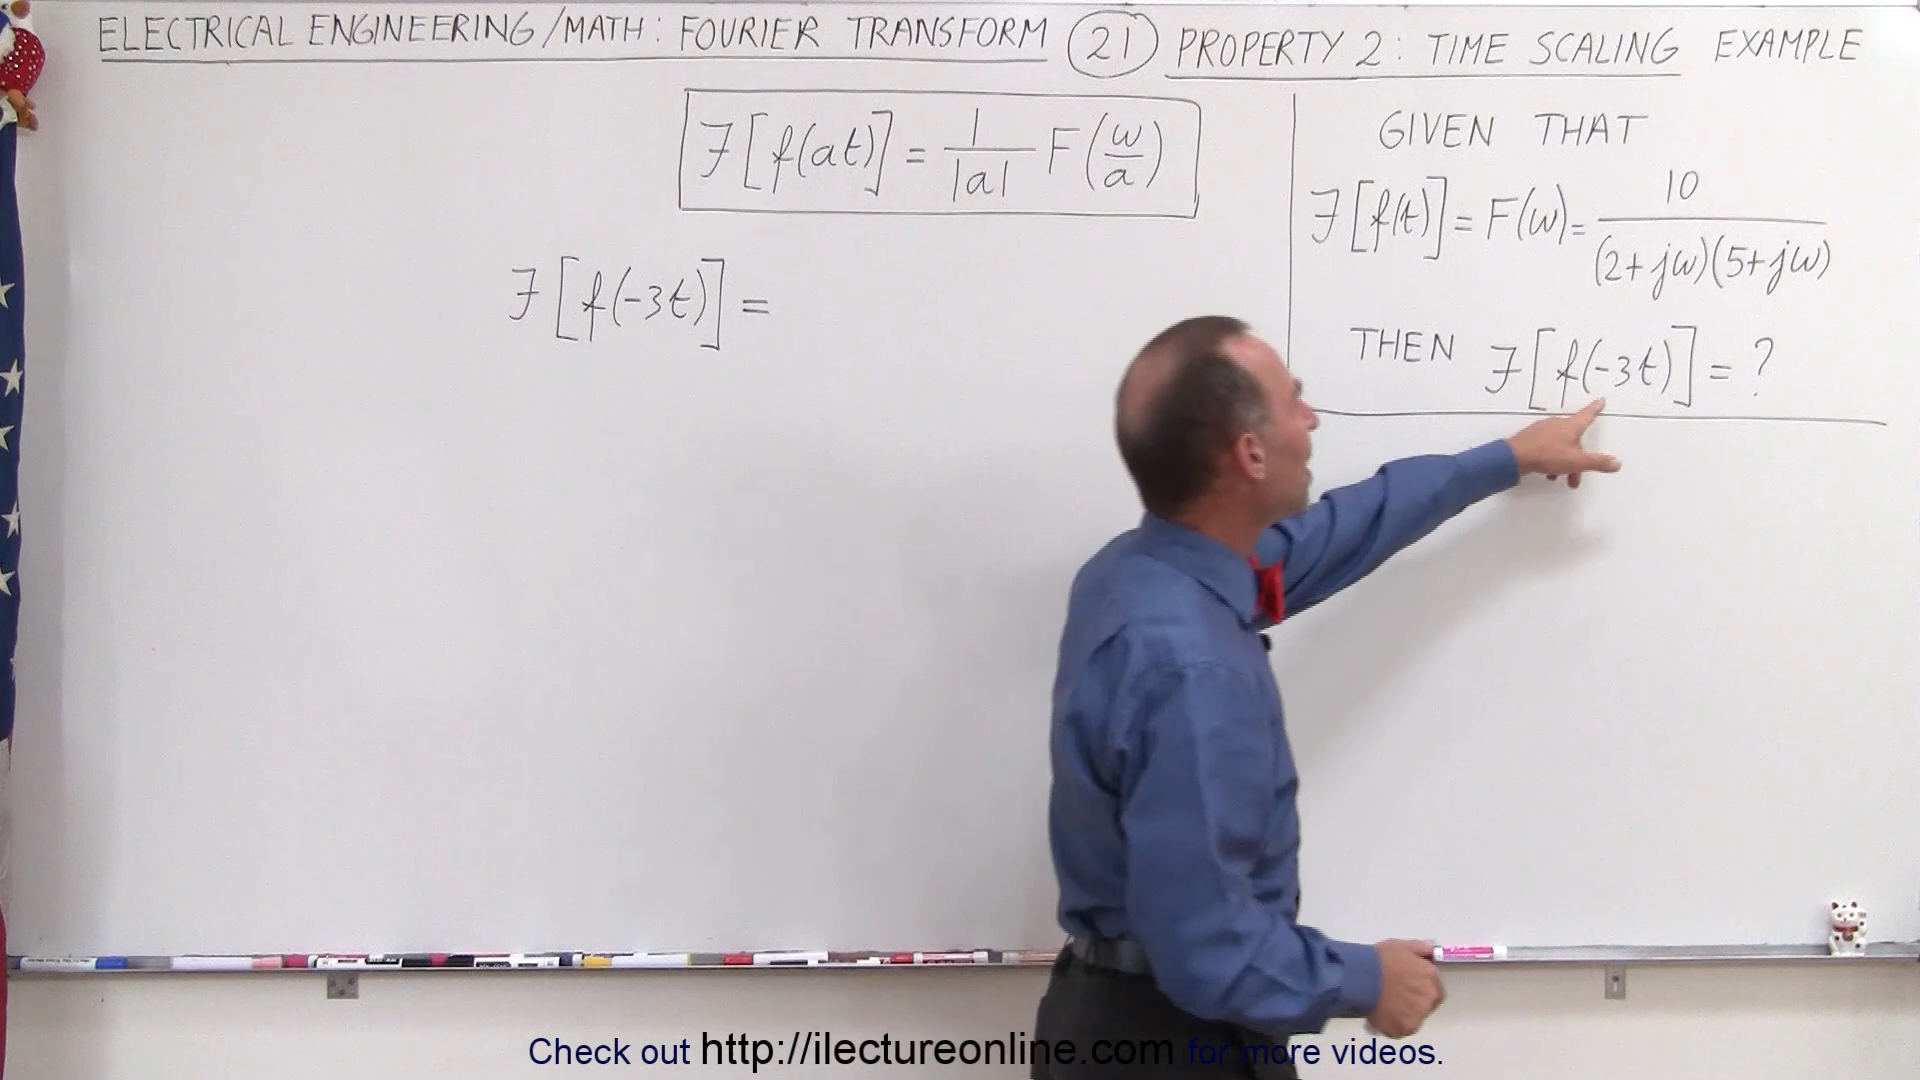 ELECTRICAL ENGINEERING/MATH: FOURIER TRANSFORM 21 PROPERTY 2: TIME SCALING EXAMPLE
ℱ[f(at)] = 1/|a| F(ω/a)
ℱ[f(-3t)] =
GIVEN THAT
ℱ[f(t)] = F(ω) = 10/(2+jω)(5+jω)
THEN ℱ[f(-3t)] = ?
Check out http://ilectureonline.com for more videos.